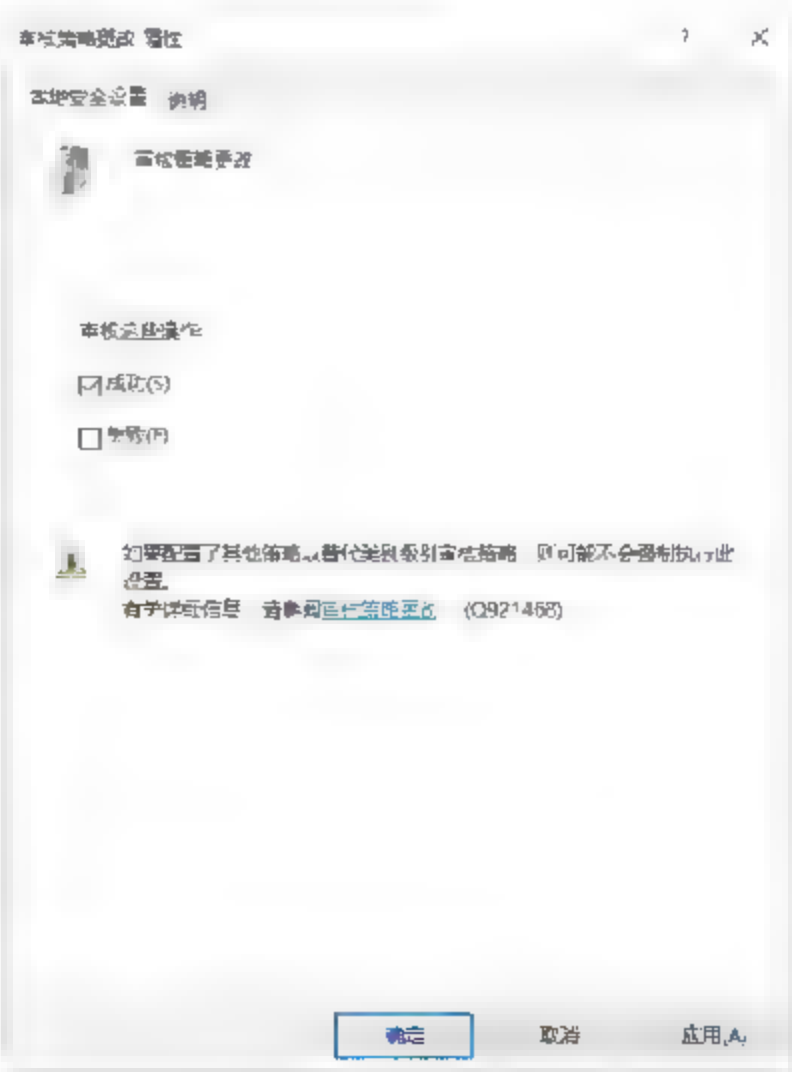 审核策略更改 属性
本地安全设置 说明
审核策略更改
审核这些操作
成功(S)
失败(F)
如果配置了其他策略以替代类别级别审核策略，则可能不会强制执行此
设置。
有关详细信息，请参阅审核策略更改 (Q921468)
确定 取消 应用(A)